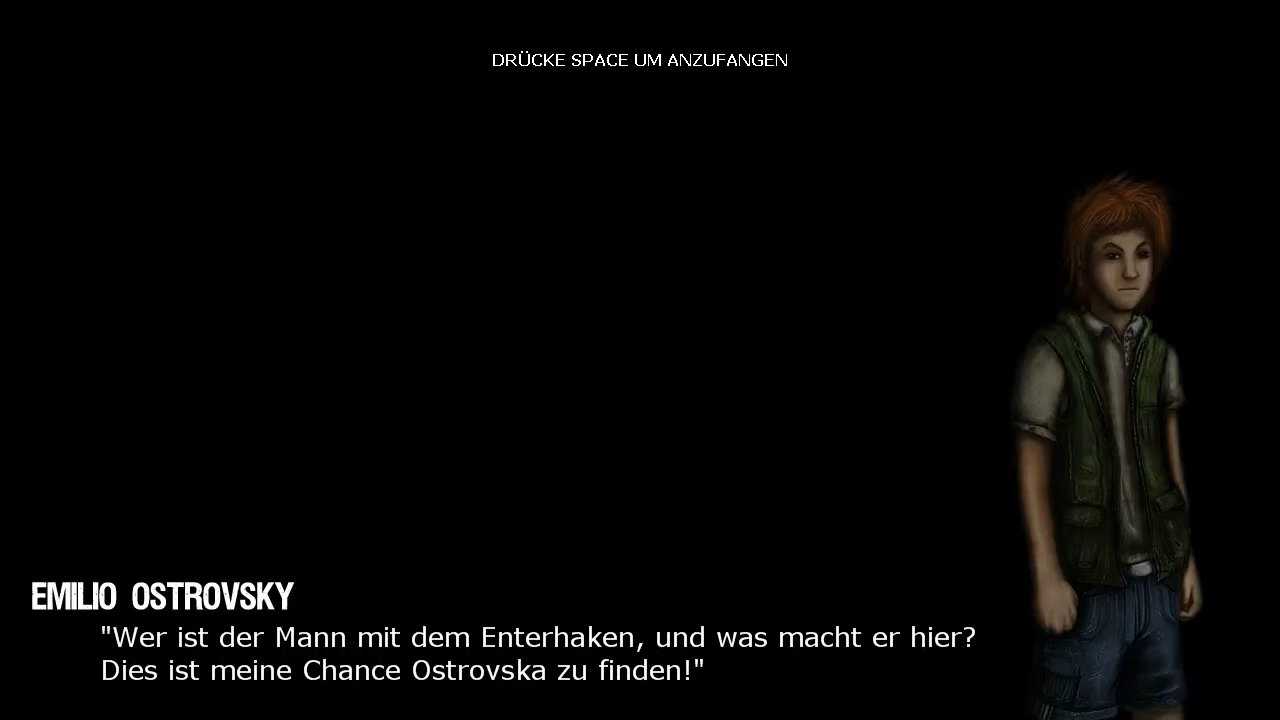 DRÜCKE SPACE UM ANZUFANGEN
EMILIO OSTROVSKY
"Wer ist der Mann mit dem Enterhaken, und was macht er hier?
Dies ist meine Chance Ostrovska zu finden!"